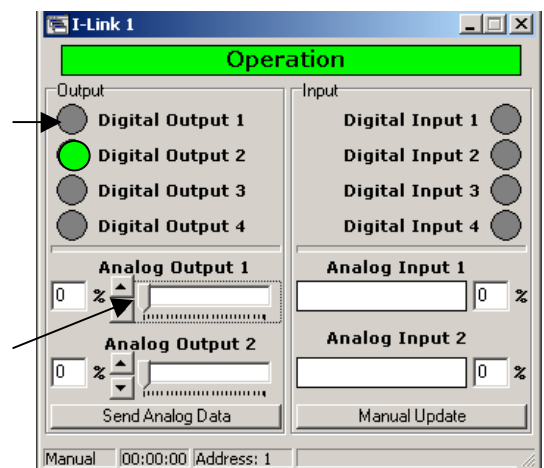 I-Link 1
Operation
Output
Digital Output 1
Digital Output 2
Digital Output 3
Digital Output 4
Analog Output 1
0 %
Analog Output 2
0 %
Send Analog Data
Input
Digital Input 1
Digital Input 2
Digital Input 3
Digital Input 4
Analog Input 1
0 %
Analog Input 2
0 %
Manual Update
Manual 00:00:00 Address: 1